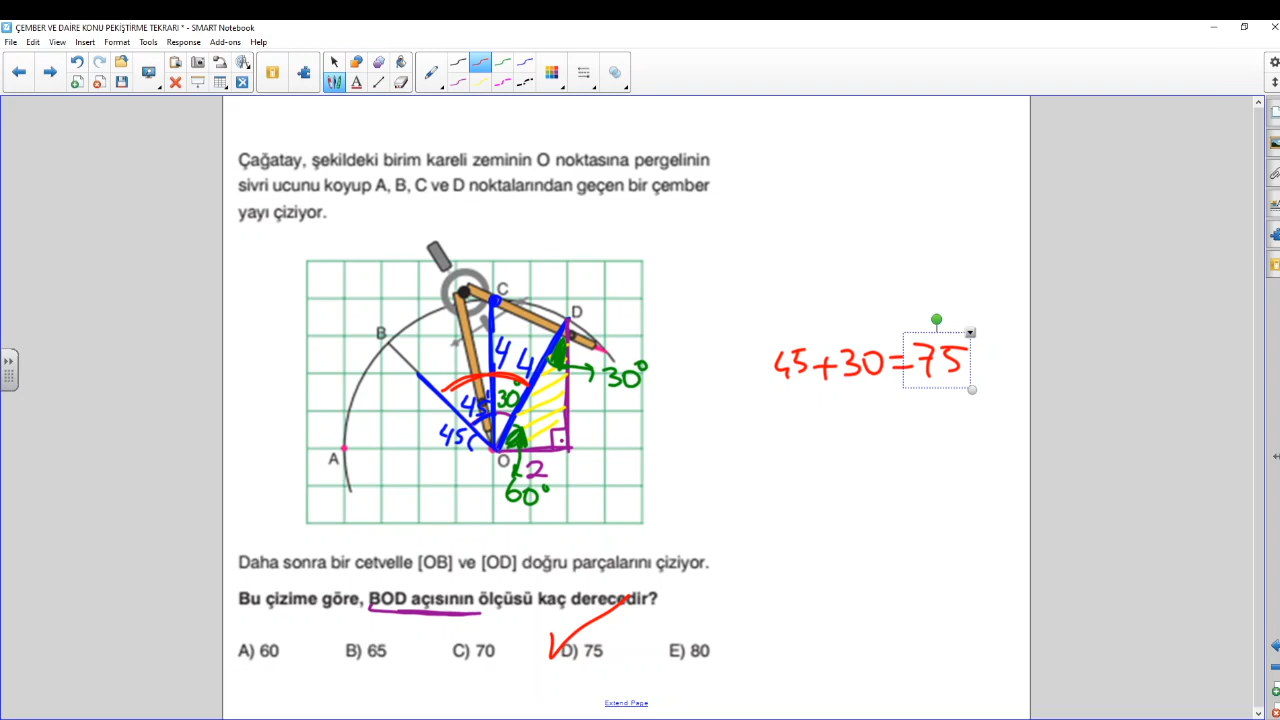 ÇEMBER VE DAİRE KONU PEKİŞTİRME TEKRARI * - SMART Notebook
File Edit View Insert Format Tools Response Add-ons Help
Çağatay, şekildeki birim kareli zeminin O noktasına pergelinin
sivri ucunu koyup A, B, C ve D noktalarından geçen bir çember
yayı çiziyor.
C
D
B
4
4
30°
45+30=75
30°
45°
45
A
O
2
60°
Daha sonra bir cetvelle [OB] ve [OD] doğru parçalarını çiziyor.
Bu çizime göre, BOD açısının ölçüsü kaç derecedir?
A) 60 B) 65 C) 70 D) 75 E) 80
Extend Page